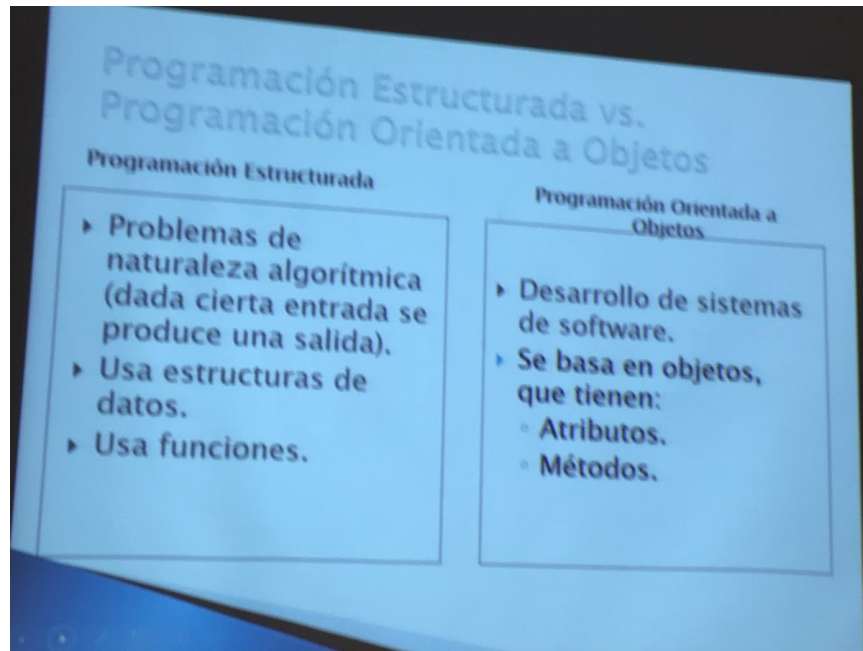 Programación Estructurada vs.
Programación Orientada a Objetos
Programación Estructurada
Problemas de
naturaleza algorítmica
(dada cierta entrada se
produce una salida).
Usa estructuras de
datos.
Usa funciones.
Programación Orientada a
Objetos
Desarrollo de sistemas
de software.
Se basa en objetos,
que tienen:
Atributos.
Métodos.